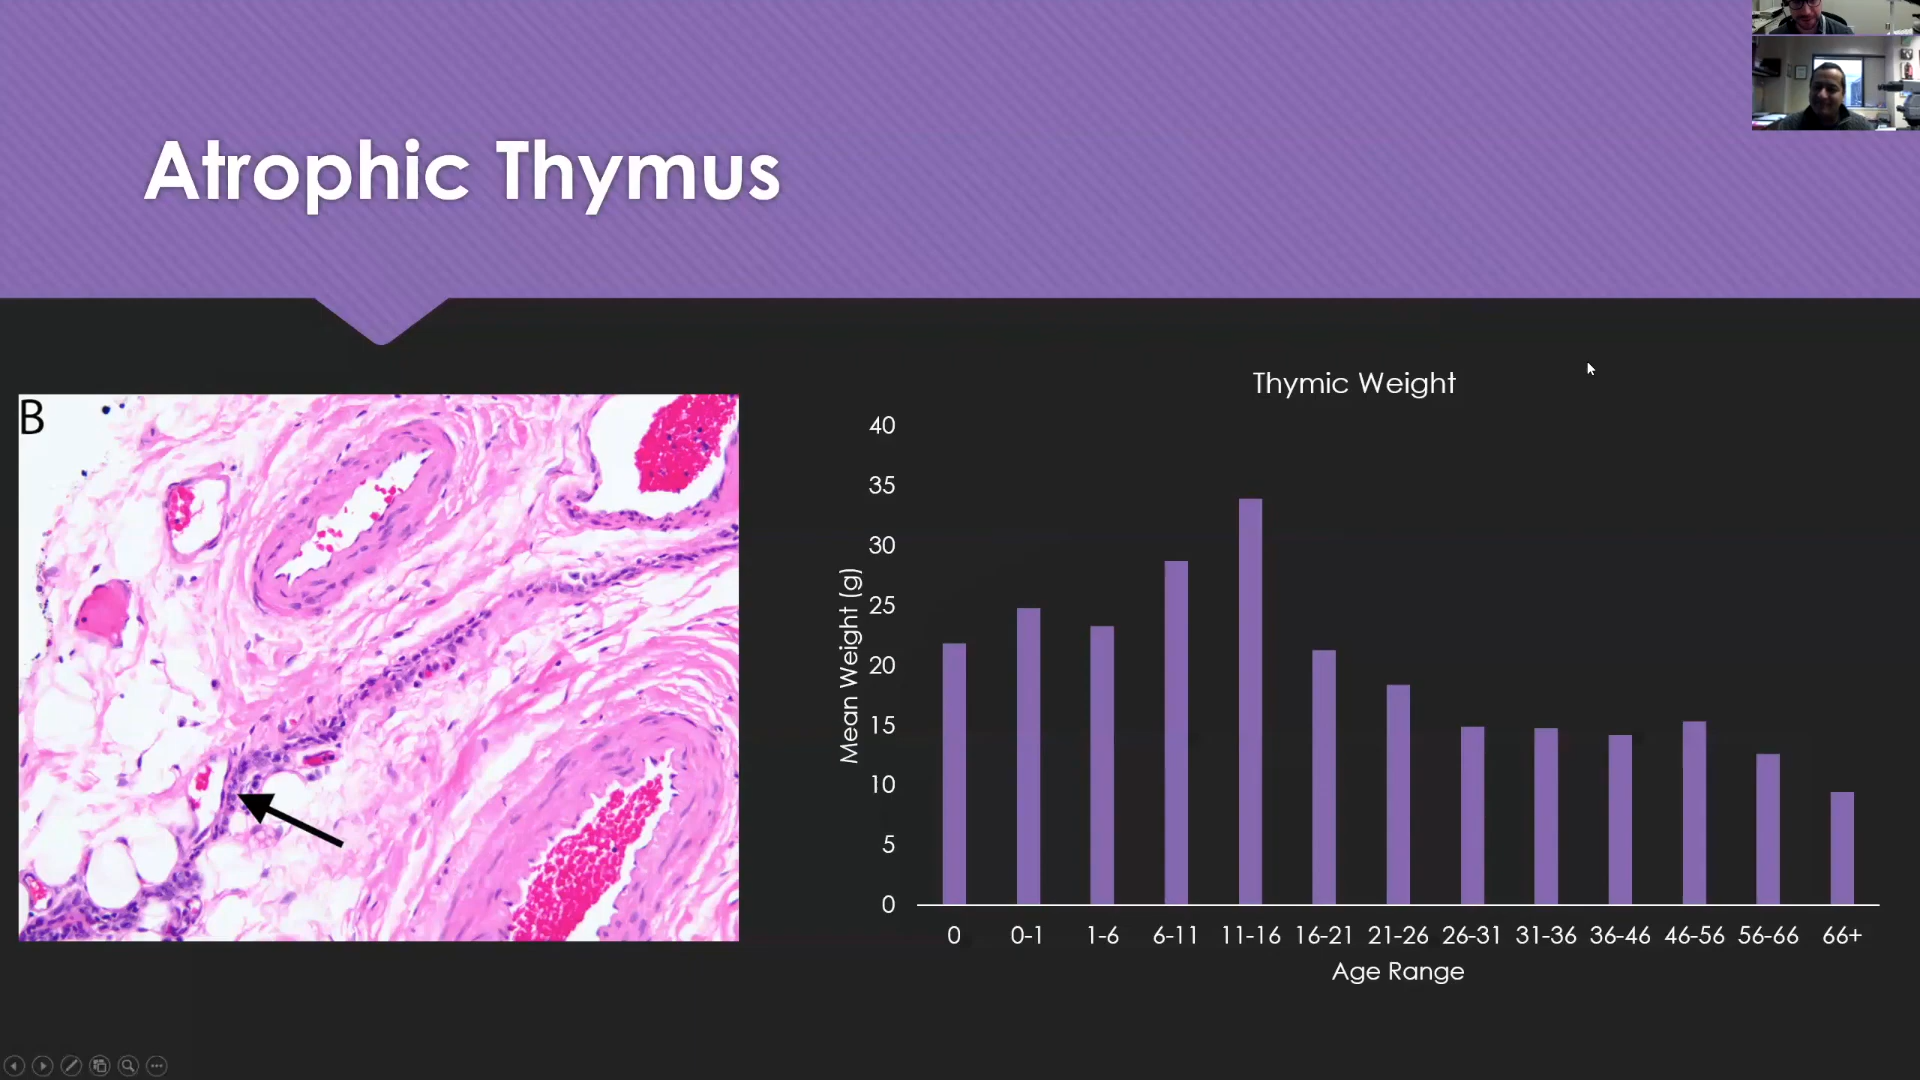 Atrophic Thymus
B
Thymic Weight
Mean Weight (g)
40
35
30
25
20
15
10
5
0
0 0-1 1-6 6-11 11-16 16-21 21-26 26-31 31-36 36-46 46-56 56-66 66+
Age Range